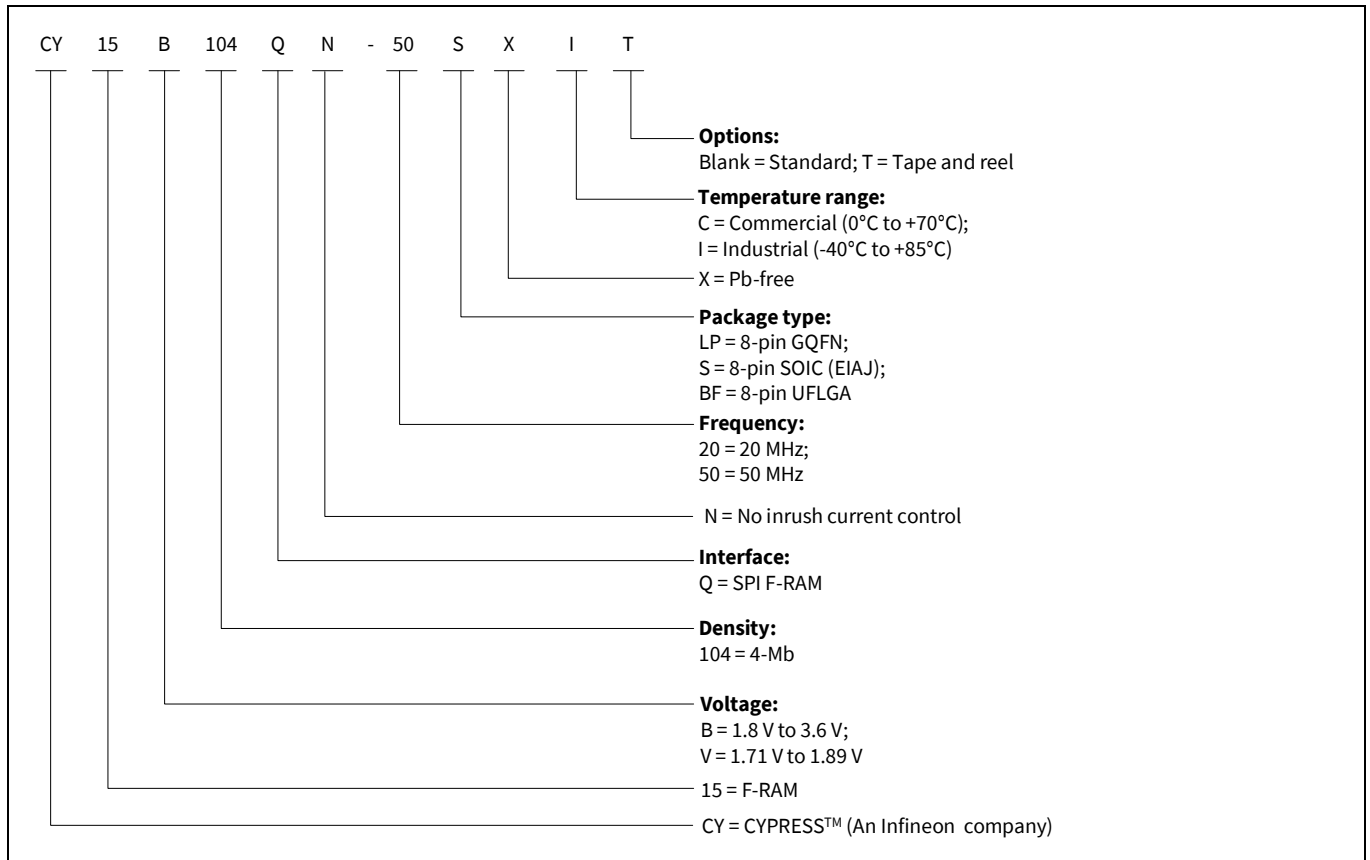 CY 15 B 104 Q N - 50 S X I T
Options:
Blank = Standard; T = Tape and reel
Temperature range:
C = Commercial (0°C to +70°C);
I = Industrial (-40°C to +85°C)
X = Pb-free
Package type:
LP = 8-pin GQFN;
S = 8-pin SOIC (EIAJ);
BF = 8-pin UFLGA
Frequency:
20 = 20 MHz;
50 = 50 MHz
N = No inrush current control
Interface:
Q = SPI F-RAM
Density:
104 = 4-Mb
Voltage:
B = 1.8 V to 3.6 V;
V = 1.71 V to 1.89 V
15 = F-RAM
CY = CYPRESS™ (An Infineon company)